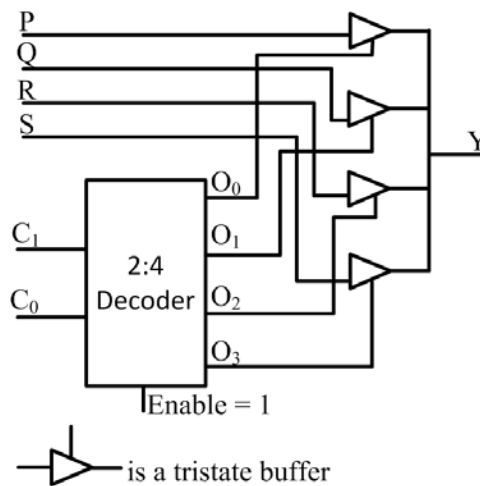 P
Q
R
S
Y
O₀
C₁
O₁
2:4
Decoder
C₀
O₂
O₃
Enable = 1
is a tristate buffer